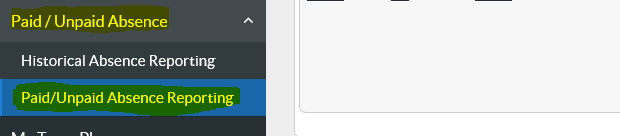 Paid / Unpaid Absence
Historical Absence Reporting
Paid/Unpaid Absence Reporting